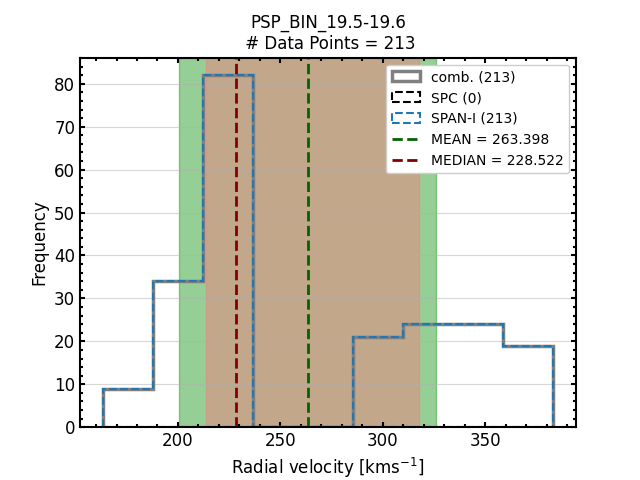 PSP_BIN_19.5-19.6
# Data Points = 213
comb. (213)
SPC (0)
SPAN-I (213)
MEAN = 263.398
MEDIAN = 228.522
Frequency
80
70
60
50
40
30
20
10
0
200 250 300 350
Radial velocity [kms⁻¹]